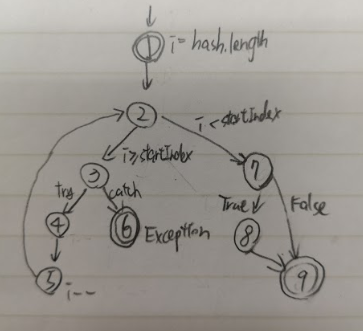 1 i=hash.length
2
i<startIndex
i≥startIndex
3
7
try
catch
True
False
4
6 Exception
8
5 i--
9